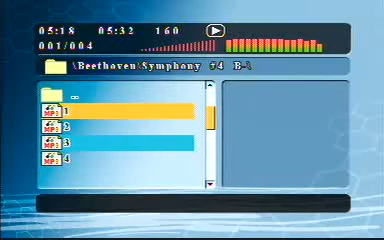 05:18 05:32 160
001/004
\Beethoven\Symphony #4 B-\
..
MP3 1
MP3 2
MP3 3
MP3 4